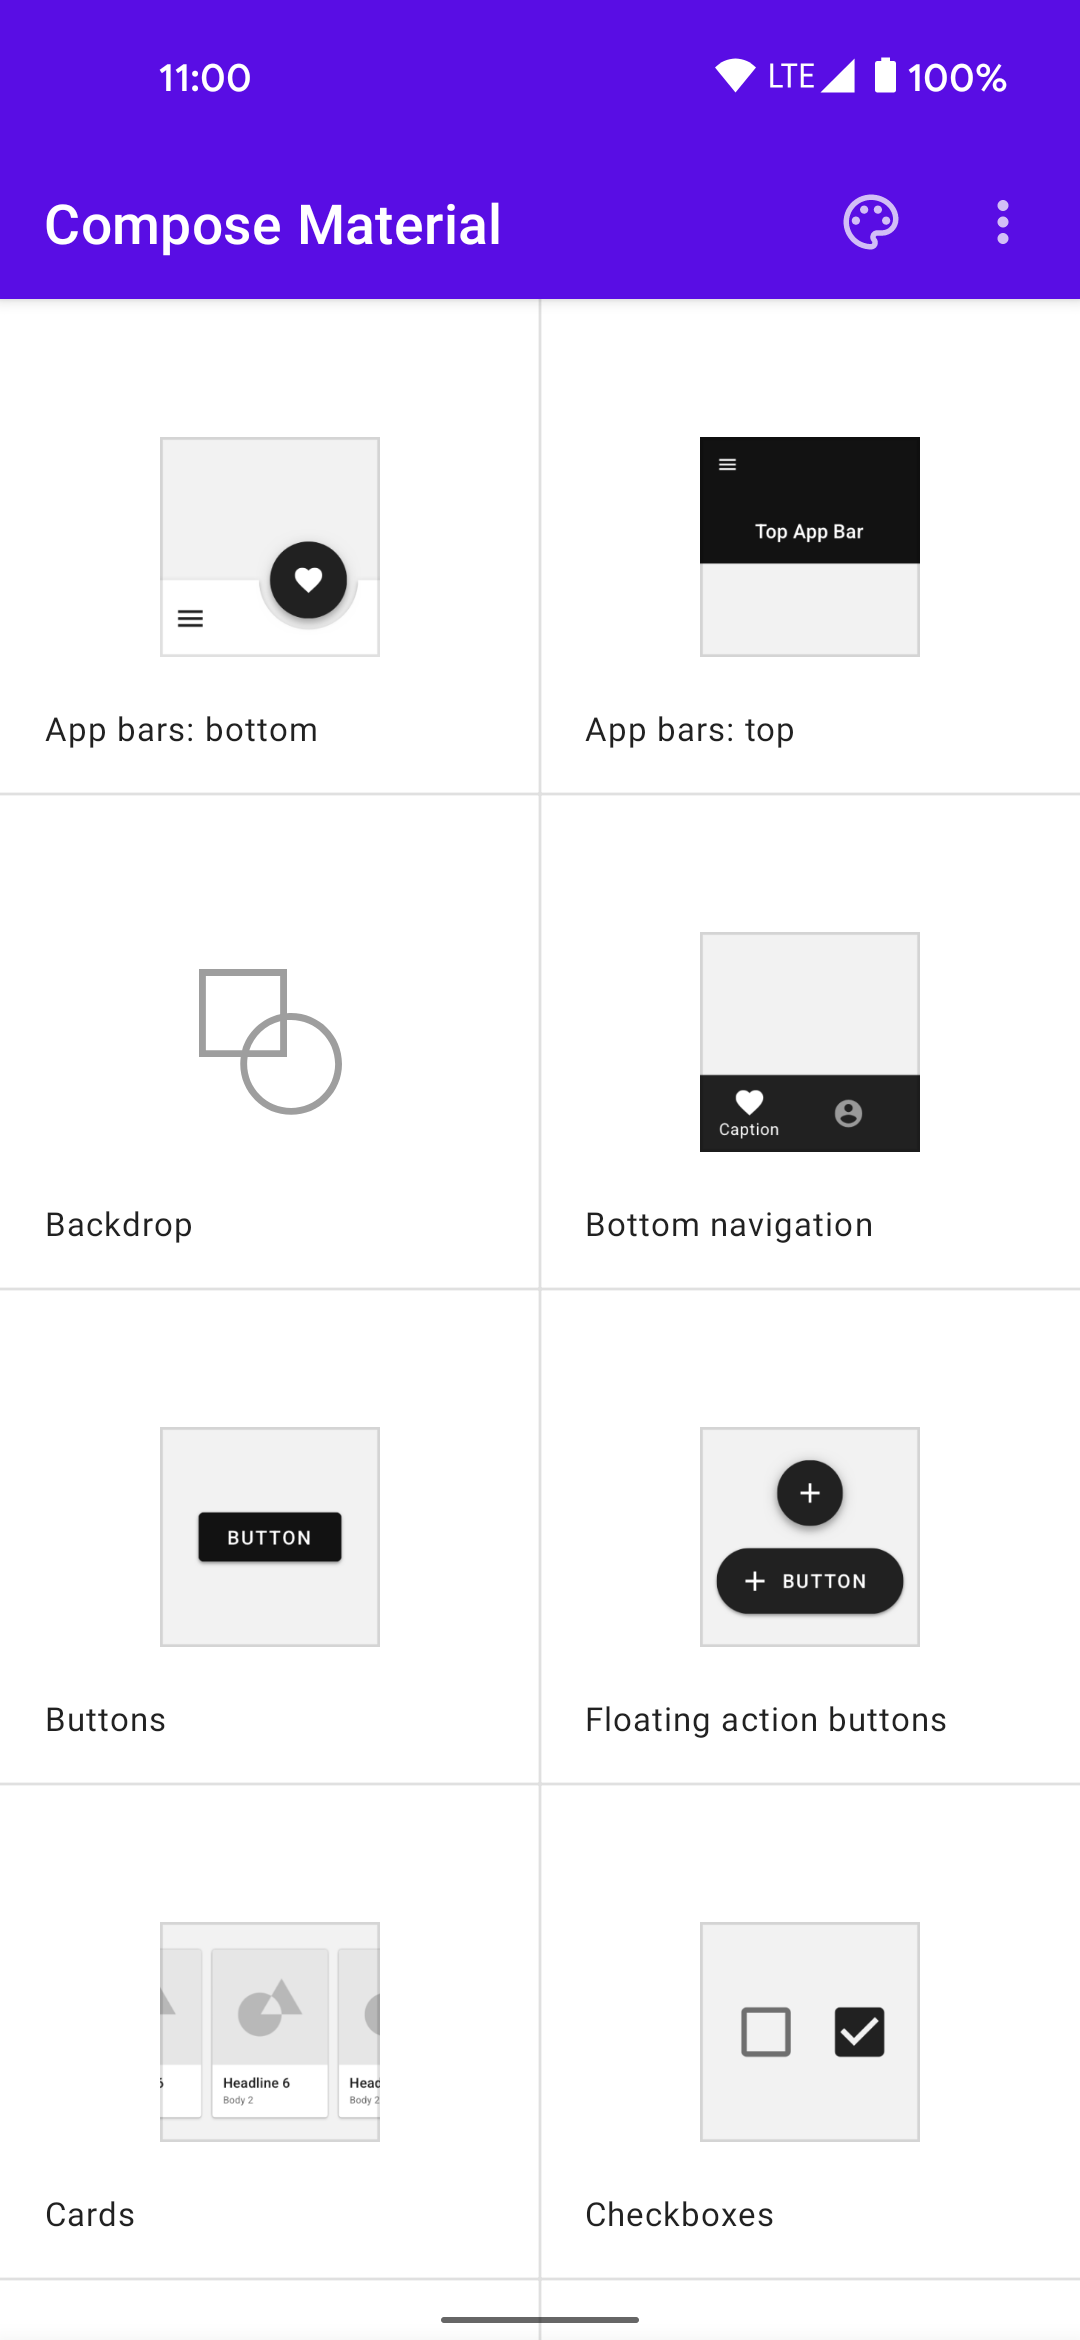 11:00 LTE 100%
Compose Material
Top App Bar
App bars: bottom
App bars: top
Caption
Backdrop
Bottom navigation
BUTTON
BUTTON
Buttons
Floating action buttons
6 Headline 6 Head
Body 2 Body 2
Cards
Checkboxes